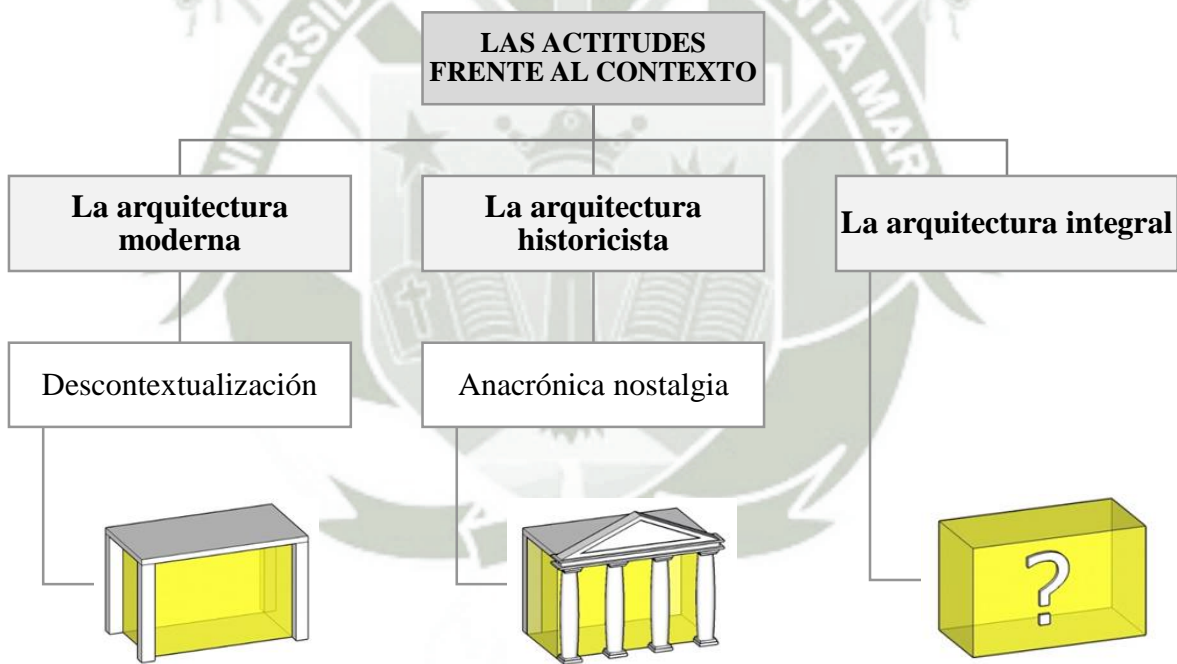 LAS ACTITUDES
FRENTE AL CONTEXTO
La arquitectura
moderna
La arquitectura
historicista
La arquitectura integral
Descontextualización
Anacrónica nostalgia
?